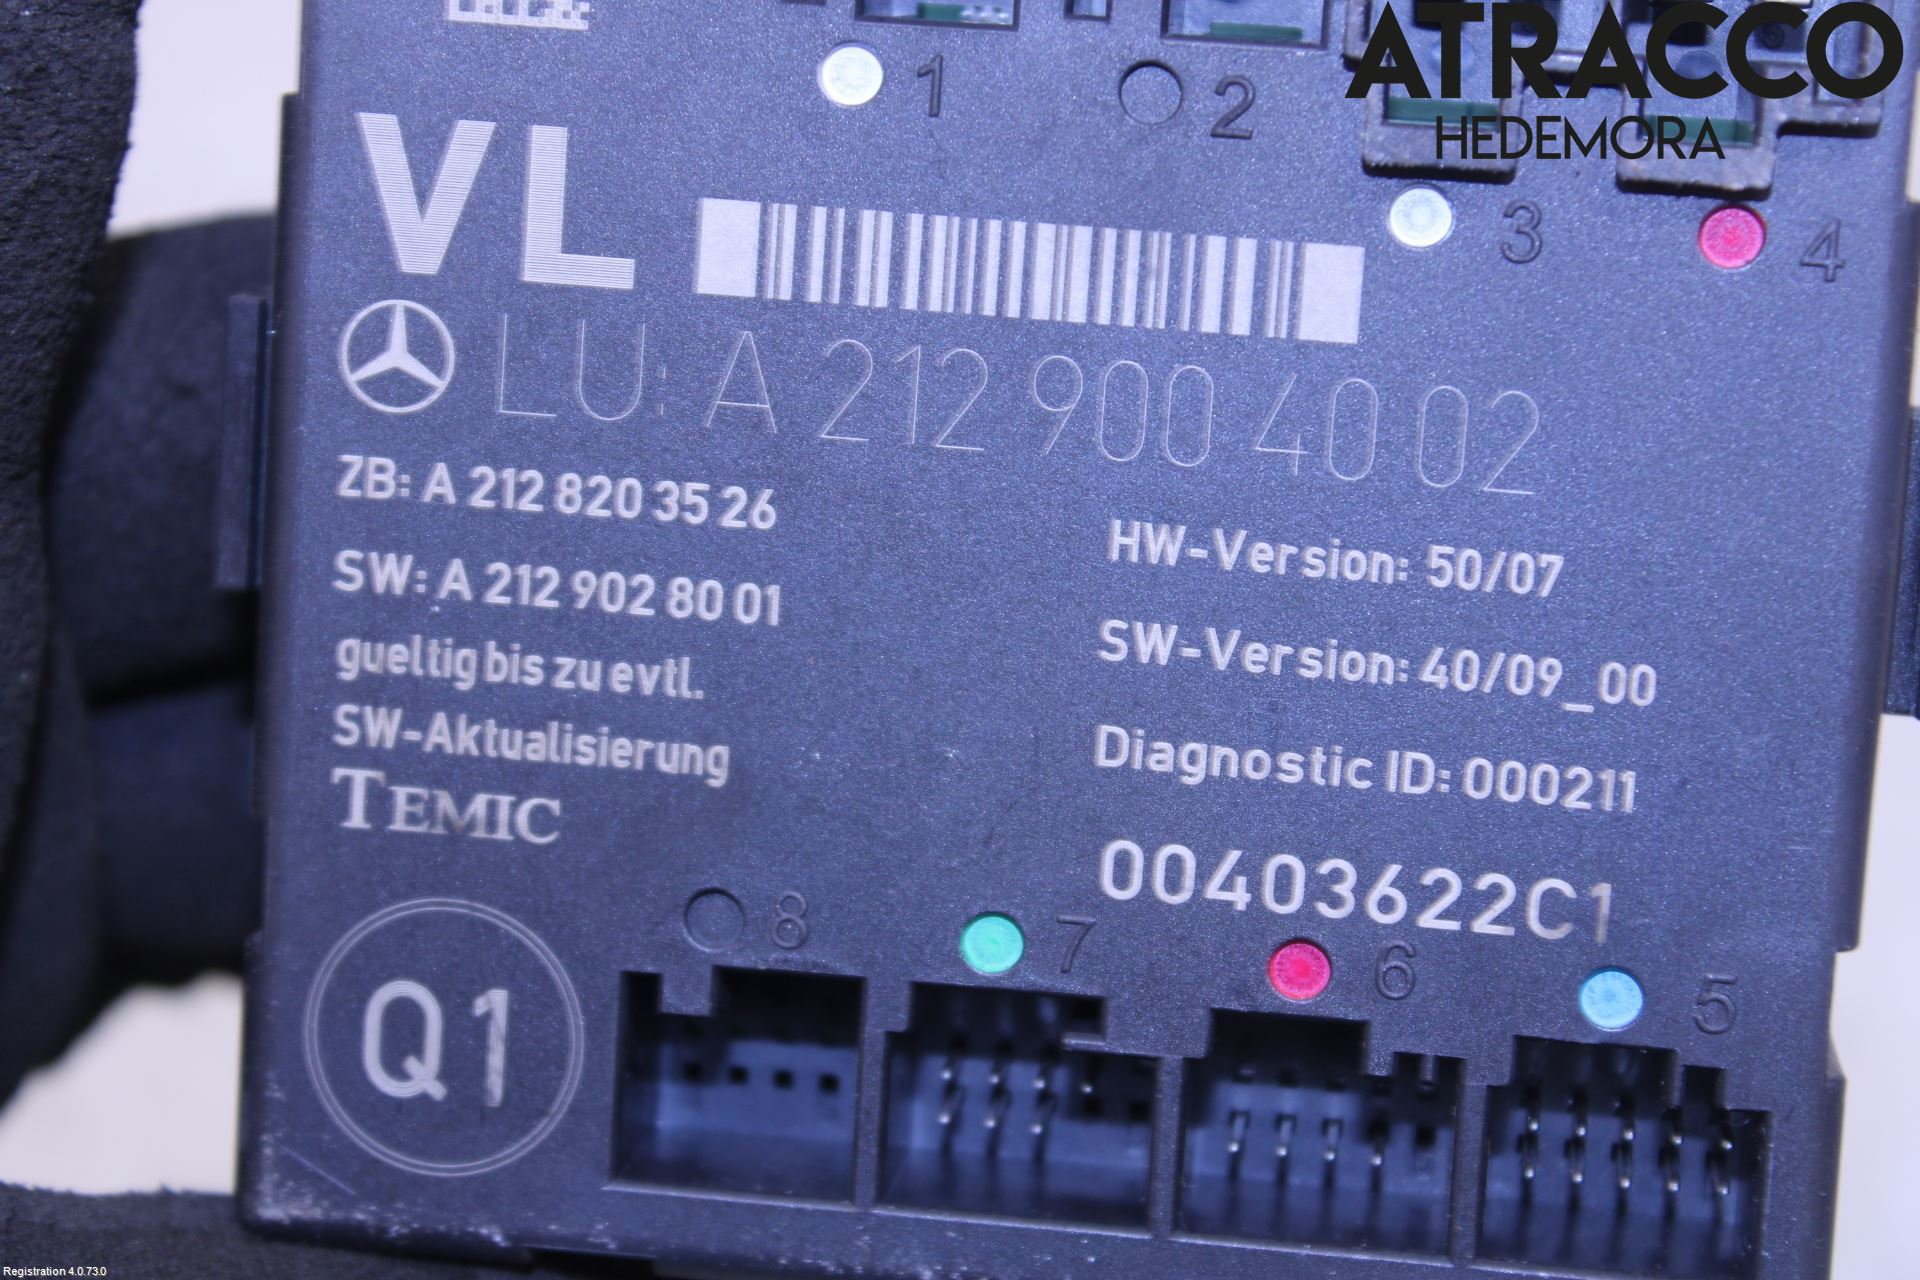 ATRACCO
HEDEMORA
1
2
3
4
VL
LU: A 212 900 40 02
ZB: A 212 820 35 26
SW: A 212 902 80 01
gueltig bis zu evtl.
SW-Aktualisierung
TEMIC
HW-Version: 50/07
SW-Version: 40/09_00
Diagnostic ID: 000211
00403622C1
8
7
6
5
Q1
Registration 4.0.73.0